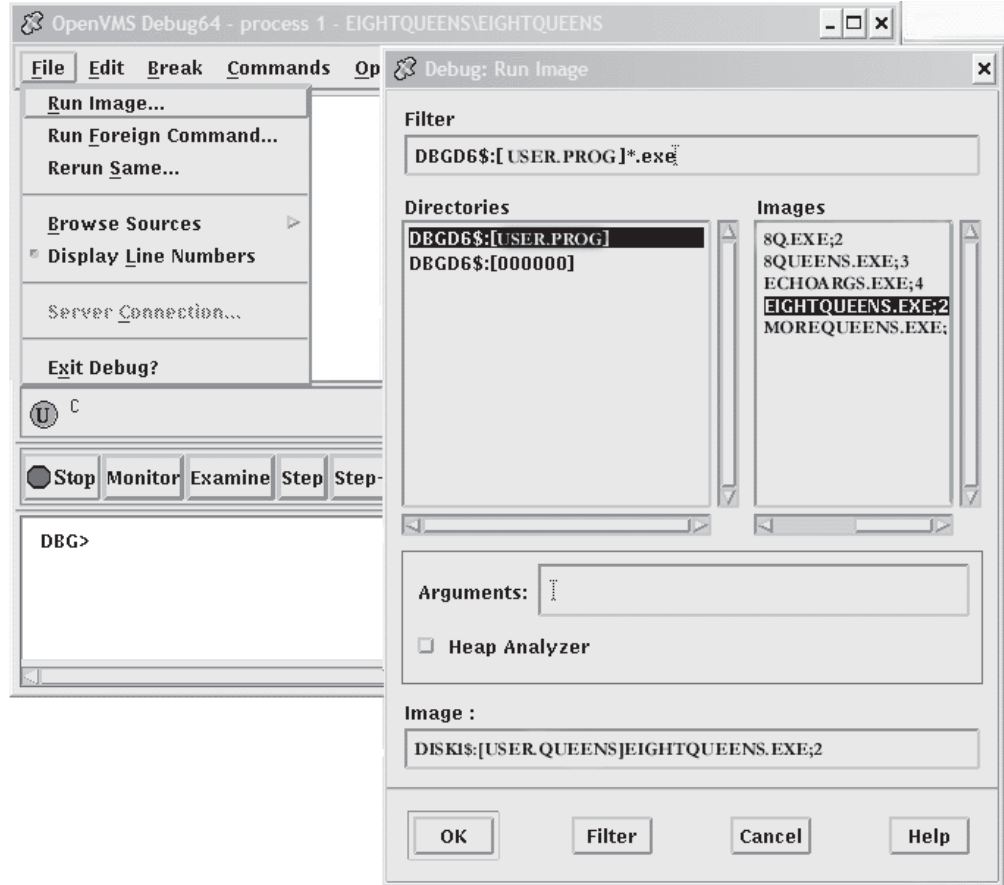 OpenVMS Debug64 - process 1 - EIGHTQUEENS\EIGHTQUEENS
File Edit Break Commands Op
Run Image...
Run Foreign Command...
Rerun Same...
Browse Sources
Display Line Numbers
Server Connection...
Exit Debug?
U C
Stop Monitor Examine Step Step-
DBG>
Debug: Run Image
Filter
DBGD6$:[ USER.PROG ]*.exe
Directories
DBGD6$:[USER.PROG]
DBGD6$:[000000]
Images
8Q.EXE;2
8QUEENS.EXE;3
ECHOARGS.EXE;4
EIGHTQUEENS.EXE;2
MOREQUEENS.EXE;
Arguments:
Heap Analyzer
Image :
DISK1$:[USER.QUEENS]EIGHTQUEENS.EXE;2
OK Filter Cancel Help